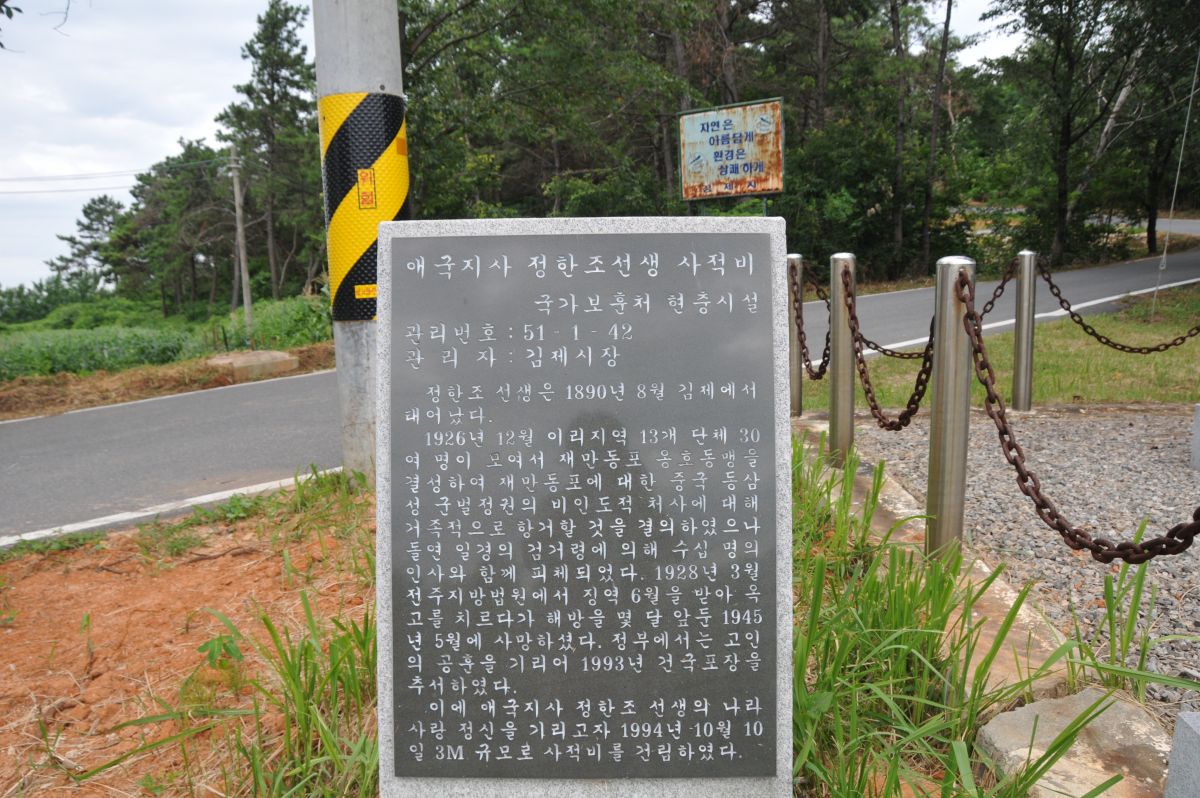 자연은
아름답게
환경은
상쾌하게
김제시
애국지사 정한조선생 사적비
국가보훈처 현충시설
관리번호 : 51 - 1 - 42
관 리 자 : 김제시장
정한조 선생은 1890년 8월 김제에서
태어났다.
1926년 12월 이리지역 13개 단체 30
여 명이 모여서 재만동포 옹호동맹을
결성하여 재만동포에 대한 중국 동삼
성 군벌정권의 비인도적 처사에 대해
거족적으로 항거할 것을 결의하였으나
돌연 일경의 검거령에 의해 수십 명의
인사와 함께 피체되었다. 1928년 3월
전주지방법원에서 징역 6월을 받아 옥
고를 치르다가 해방을 몇 달 앞둔 1945
년 5월에 사망하셨다. 정부에서는 고인
의 공훈을 기리어 1993년 건국포장을
추서하였다.
이에 애국지사 정한조 선생의 나라
사랑 정신을 기리고자 1994년 10월 10
일 3M 규모로 사적비를 건립하였다.